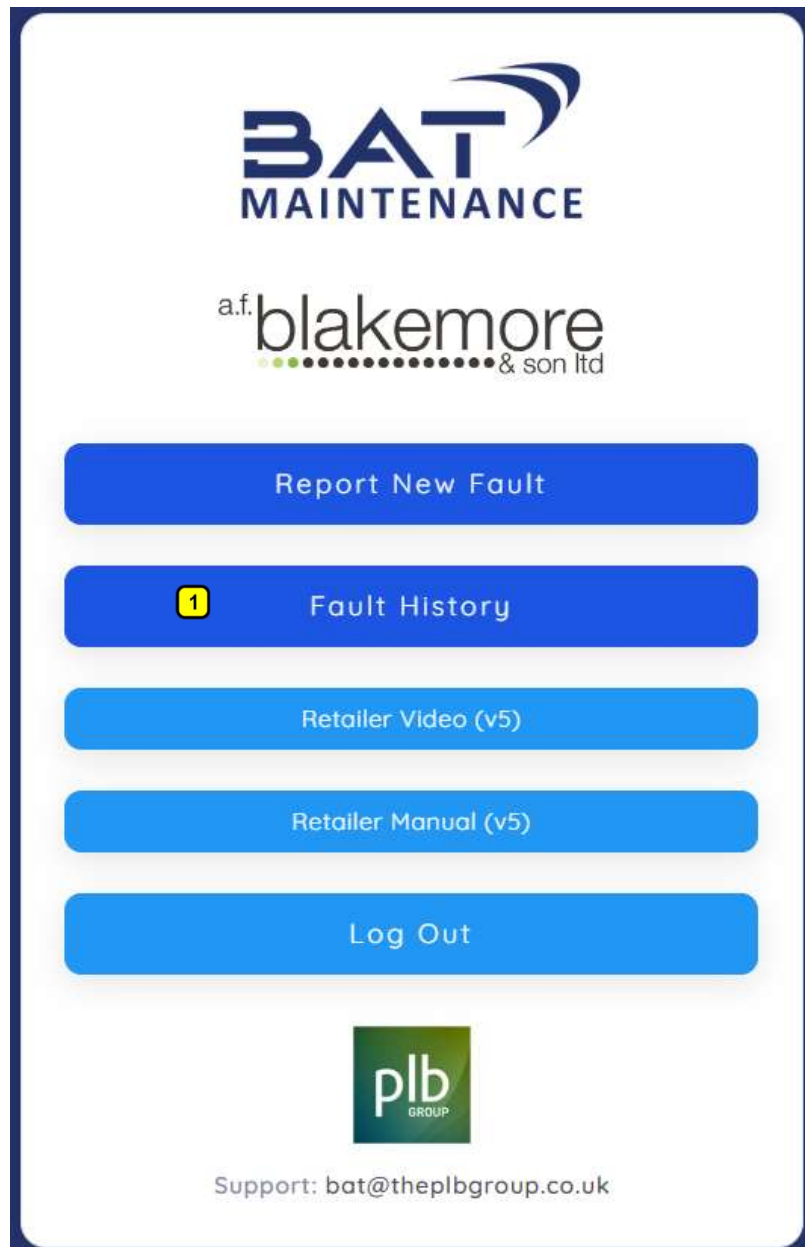 BAT
MAINTENANCE
a.f. blakemore
& son ltd
Report New Fault
1
Fault History
Retailer Video (v5)
Retailer Manual (v5)
Log Out
plb
GROUP
Support: bat@theplbgroup.co.uk